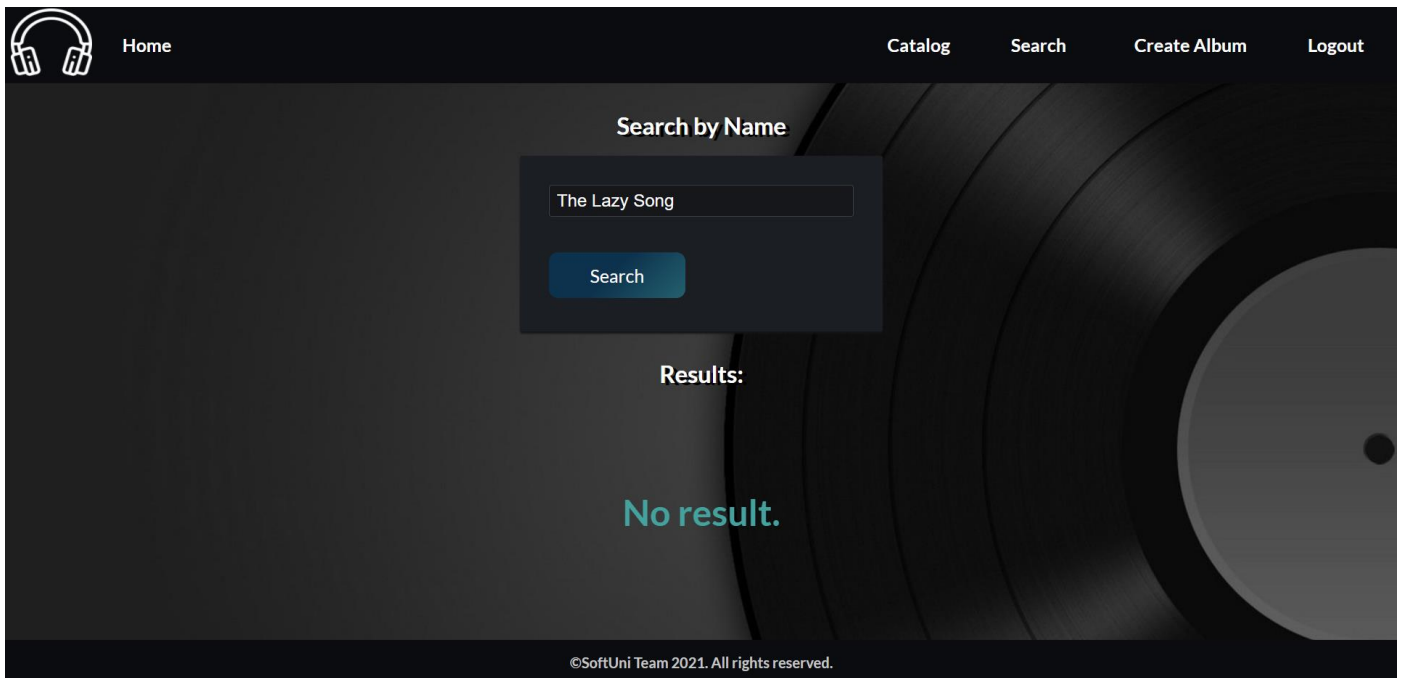 Home Catalog Search Create Album Logout
Search by Name
The Lazy Song
Search
Results:
No result.
©SoftUni Team 2021. All rights reserved.